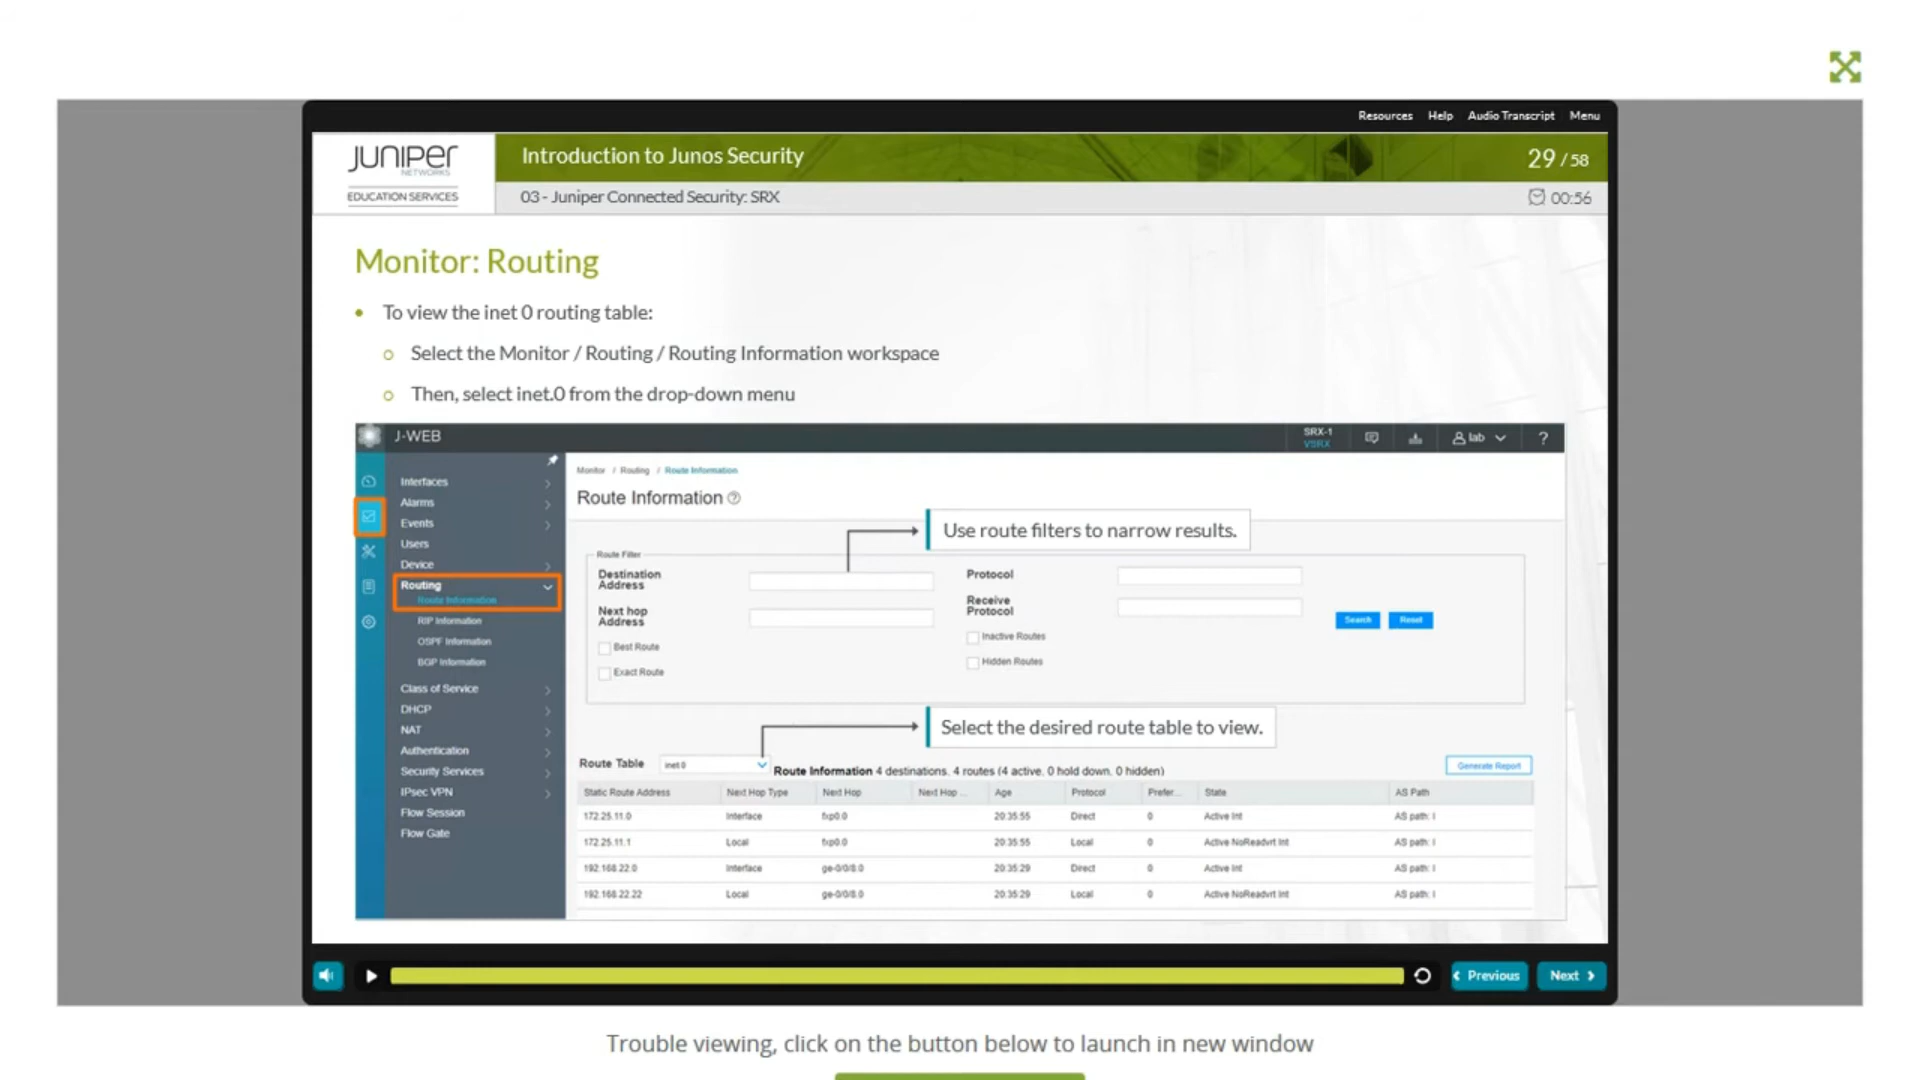 Resources Help Audio Transcript Menu
JUNIPER
NETWORKS
EDUCATION SERVICES
Introduction to Junos Security
29 / 58
03 - Juniper Connected Security: SRX
00:56
Monitor: Routing
To view the inet 0 routing table:
Select the Monitor / Routing / Routing Information workspace
Then, select inet.0 from the drop-down menu
J-WEB
SRX-1
VSRX
lab
?
Interfaces
Alarms
Events
Users
Device
Routing
Route Information
RIP Information
OSPF Information
BGP Information
Class of Service
DHCP
NAT
Authentication
Security Services
IPsec VPN
Flow Session
Flow Gate
Monitor / Routing / Route Information
Route Information ?
Use route filters to narrow results.
Route Filter
Destination Address
Protocol
Next hop Address
Receive Protocol
Search Reset
Best Route
Inactive Routes
Exact Route
Hidden Routes
Select the desired route table to view.
Route Table inet 0 Route Information 4 destinations, 4 routes (4 active, 0 hold down, 0 hidden) Generate Report
Static Route Address Next Hop Type Next Hop Next Hop ... Age Protocol Prefer... State AS Path
172.25.11.0 Interface fxp0.0 20:35:55 Direct 0 Active Int AS path: I
172.25.11.1 Local fxp0.0 20:35:55 Local 0 Active NoReadvrt Int AS path: I
192.168.22.0 Interface ge-0/0/8.0 20:35:29 Direct 0 Active Int AS path: I
192.168.22.22 Local ge-0/0/8.0 20:35:29 Local 0 Active NoReadvrt Int AS path: I
Previous Next
Trouble viewing, click on the button below to launch in new window